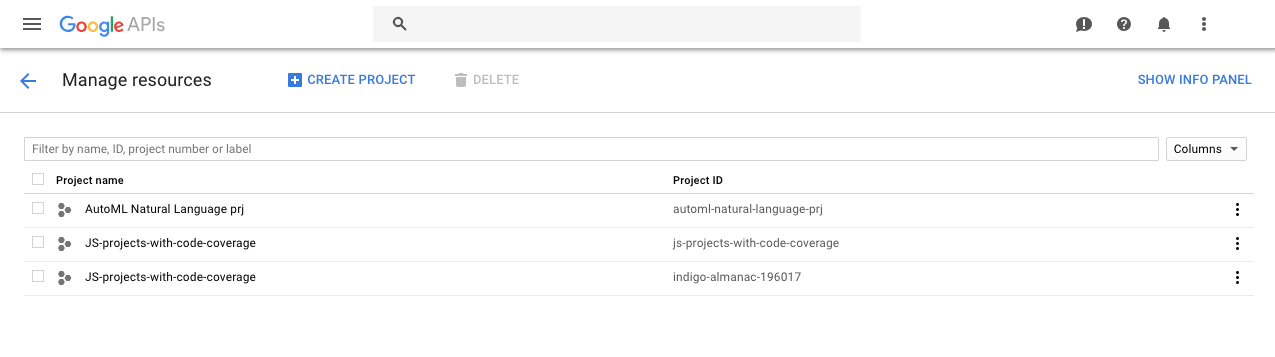 Google APIs
Manage resources CREATE PROJECT DELETE SHOW INFO PANEL
Filter by name, ID, project number or label Columns
Project name Project ID
AutoML Natural Language prj automl-natural-language-prj
JS-projects-with-code-coverage js-projects-with-code-coverage
JS-projects-with-code-coverage indigo-almanac-196017